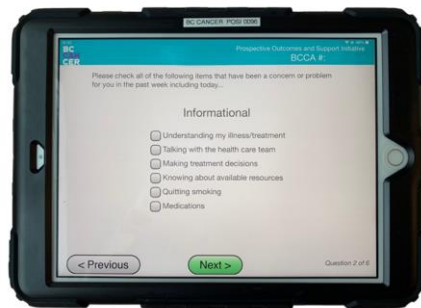 BC CANCER POSI 0096
BC
CER
Prospective Outcomes and Support Initiative
BCCA #:
Please check all of the following items that have been a concern or problem
for you in the past week including today...
Informational
Understanding my illness/treatment
Talking with the health care team
Making treatment decisions
Knowing about available resources
Quitting smoking
Medications
< Previous
Next >
Question 2 of 6